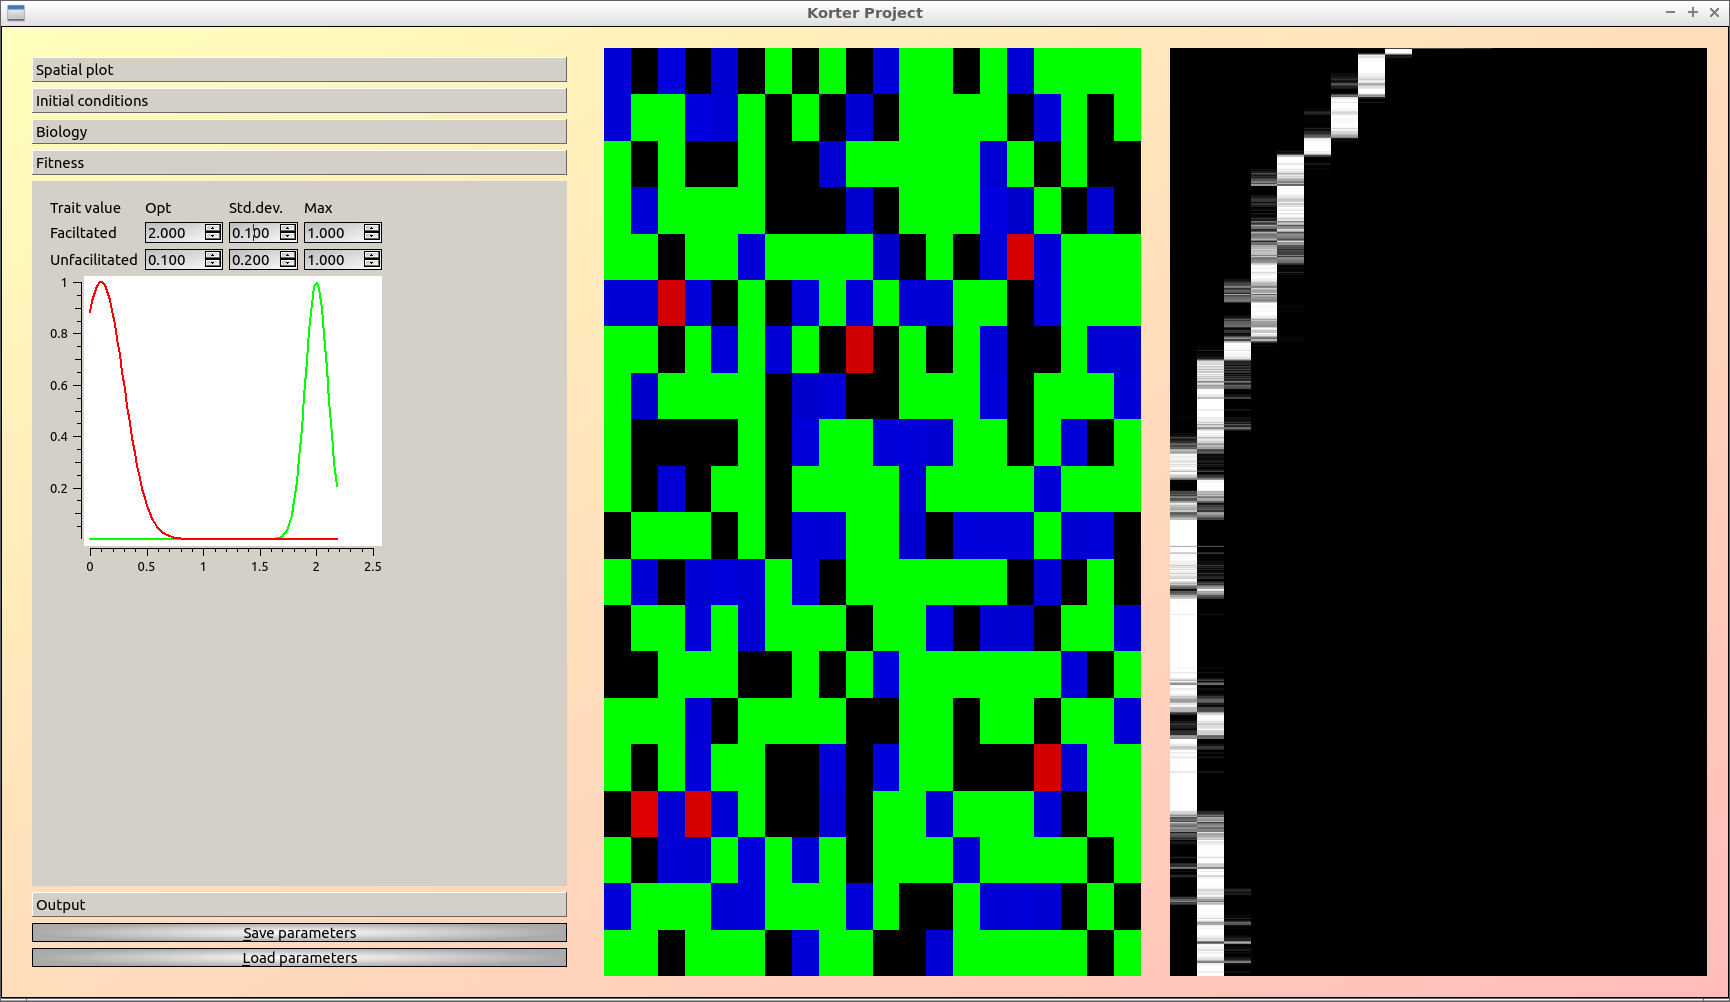 Korter Project
Spatial plot
Initial conditions
Biology
Fitness
Trait value Opt Std.dev. Max
Faciltated 2.000 0.100 1.000
Unfacilitated 0.100 0.200 1.000
1
0.8
0.6
0.4
0.2
0 0.5 1 1.5 2 2.5
Output
Save parameters
Load parameters